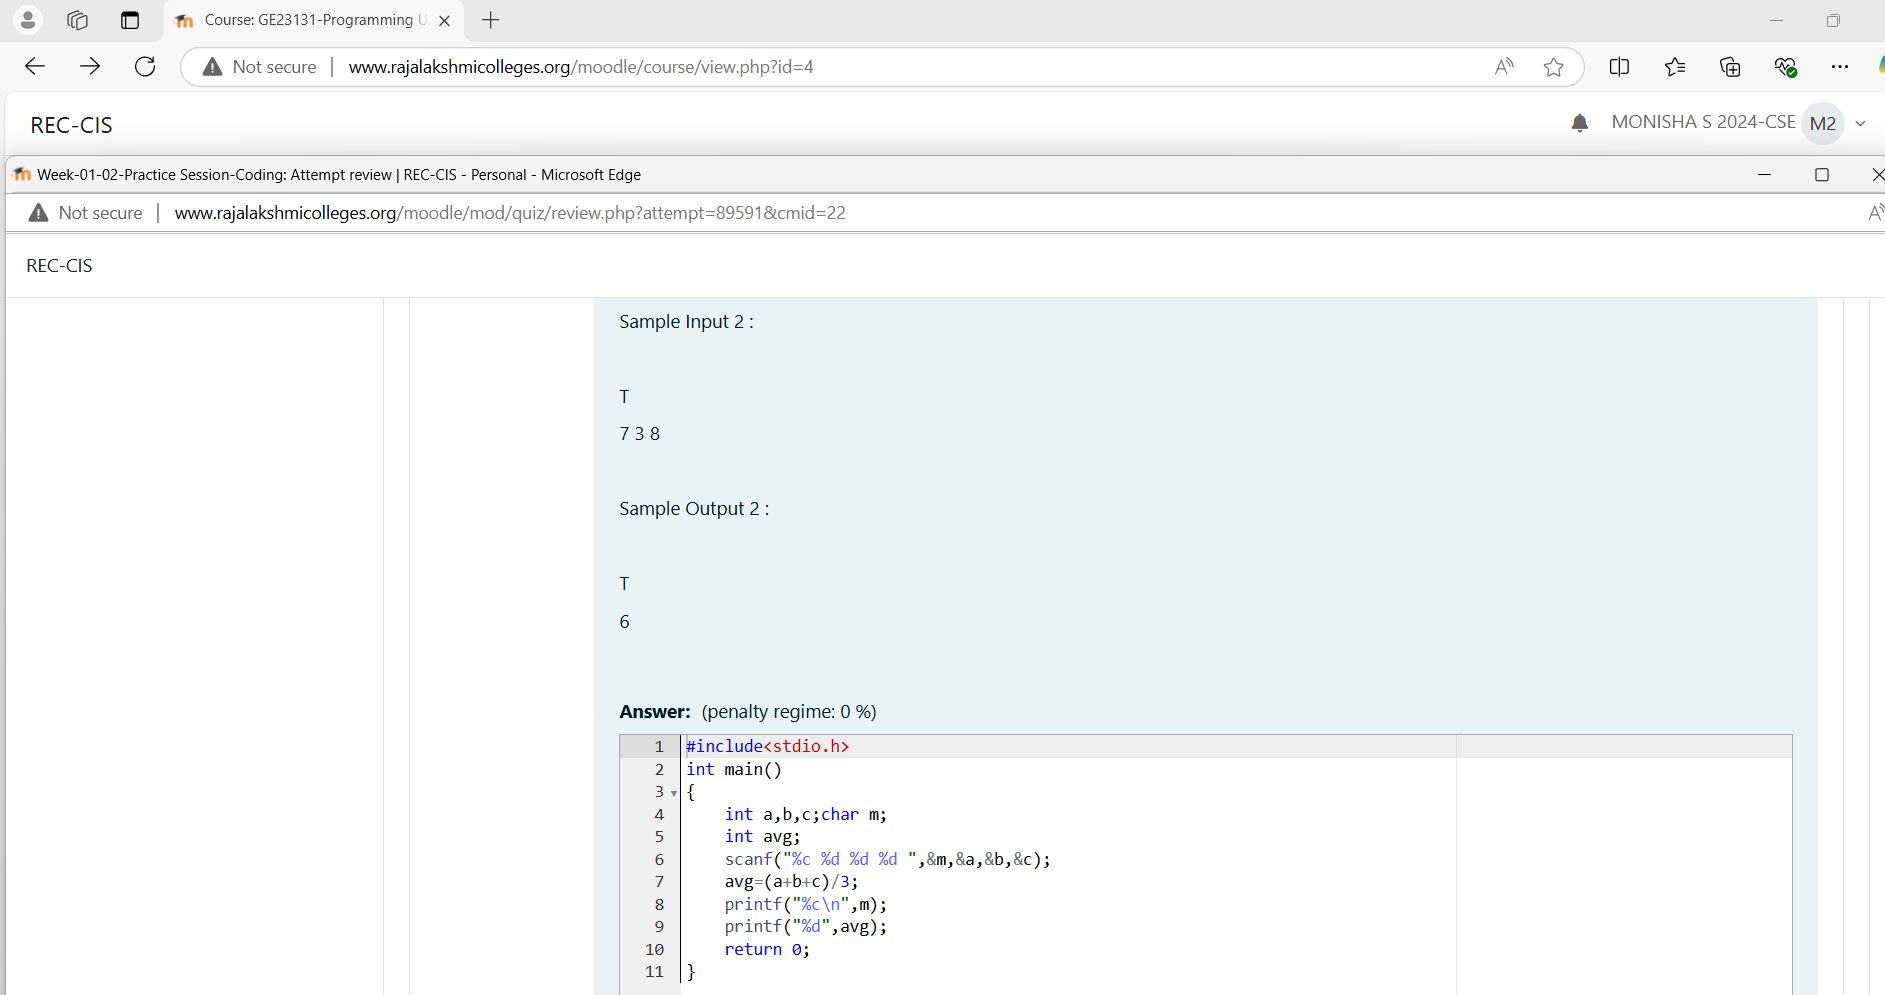 Course: GE23131-Programming U
Not secure
www.rajalakshmicolleges.org/moodle/course/view.php?id=4
REC-CIS
MONISHA S 2024-CSE M2
Week-01-02-Practice Session-Coding: Attempt review | REC-CIS - Personal - Microsoft Edge
Not secure
www.rajalakshmicolleges.org/moodle/mod/quiz/review.php?attempt=89591&cmid=22
REC-CIS
Sample Input 2 :
T
7 3 8
Sample Output 2 :
T
6
Answer: (penalty regime: 0 %)
1 #include<stdio.h>
2 int main()
3 {
4     int a,b,c;char m;
5     int avg;
6     scanf("%c %d %d %d ",&m,&a,&b,&c);
7     avg=(a+b+c)/3;
8     printf("%c\n",m);
9     printf("%d",avg);
10     return 0;
11 }